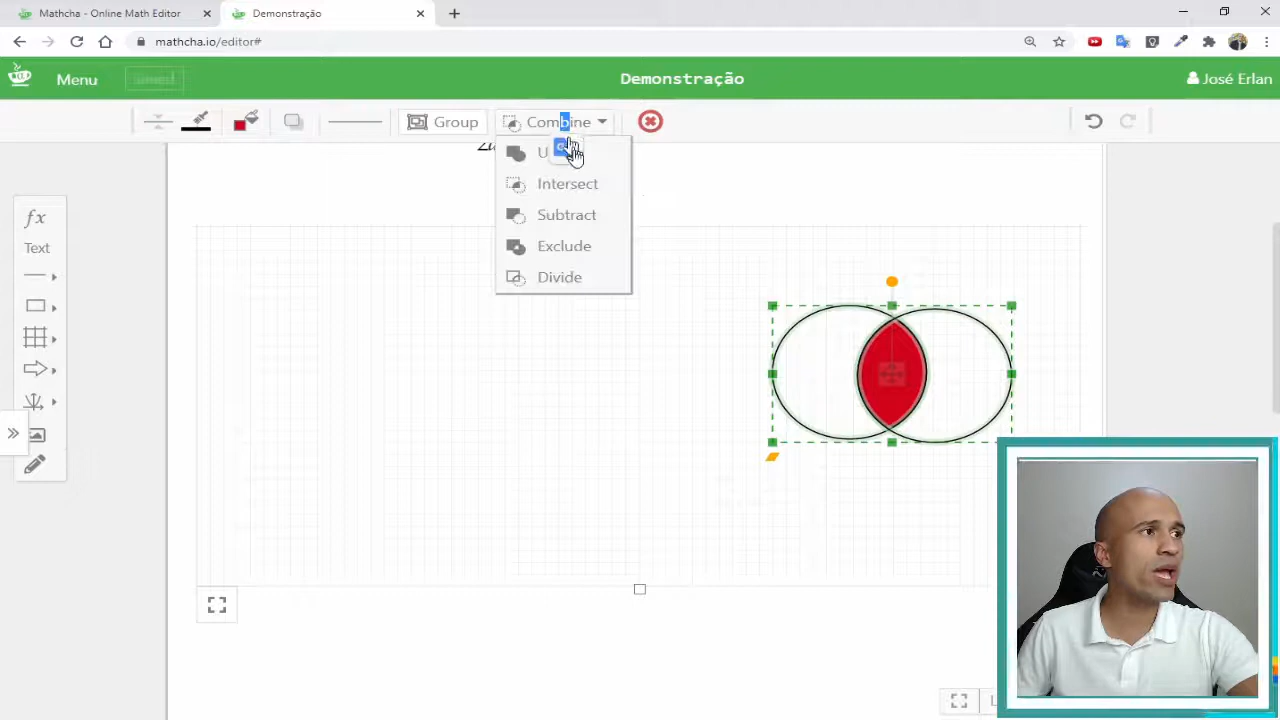 Mathcha - Online Math Editor
Demonstração
mathcha.io/editor#
Menu
Demonstração
José Erlan
Group
Combine
Intersect
Subtract
Exclude
Divide
fx
Text